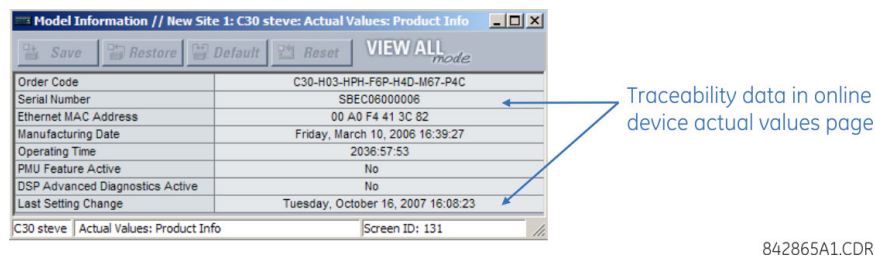 Model Information // New Site 1: C30 steve: Actual Values: Product Info
Save Restore Default Reset VIEW ALL mode
Order Code C30-H03-HPH-F6P-H4D-M67-P4C
Serial Number SBEC06000006
Ethernet MAC Address 00 A0 F4 41 3C 82
Manufacturing Date Friday, March 10, 2006 16:39:27
Operating Time 2036:57:53
PMU Feature Active No
DSP Advanced Diagnostics Active No
Last Setting Change Tuesday, October 16, 2007 16:08:23
C30 steve Actual Values: Product Info Screen ID: 131
Traceability data in online
device actual values page
842865A1.CDR